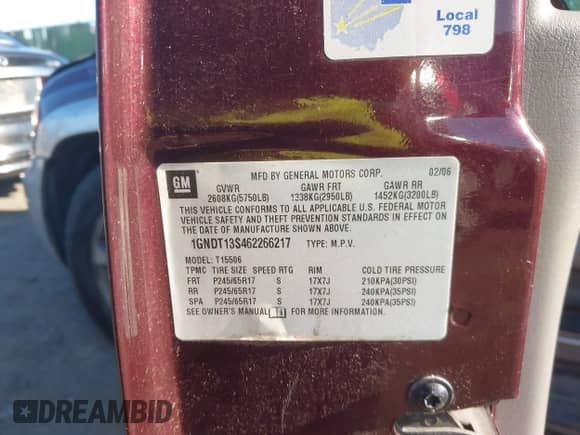 Local
798
GM
MFD BY GENERAL MOTORS CORP. 02/06
GVWR GAWR FRT GAWR RR
2608KG(5750LB) 1338KG(2950LB) 1452KG(3200LB)
THIS VEHICLE CONFORMS TO ALL APPLICABLE U.S. FEDERAL MOTOR
VEHICLE SAFETY AND THEFT PREVENTION STANDARDS IN EFFECT ON
THE DATE OF MANUFACTURE SHOWN ABOVE.
1GNDT13S462266217 TYPE: M.P.V.
MODEL: T15506
TPMC TIRE SIZE SPEED RTG RIM COLD TIRE PRESSURE
FRT P245/65R17 S 17X7J 210KPA(30PSI)
RR P245/65R17 S 17X7J 240KPA(35PSI)
SPA P245/65R17 S 17X7J 240KPA(35PSI)
SEE OWNER'S MANUAL FOR MORE INFORMATION.
DREAMBID